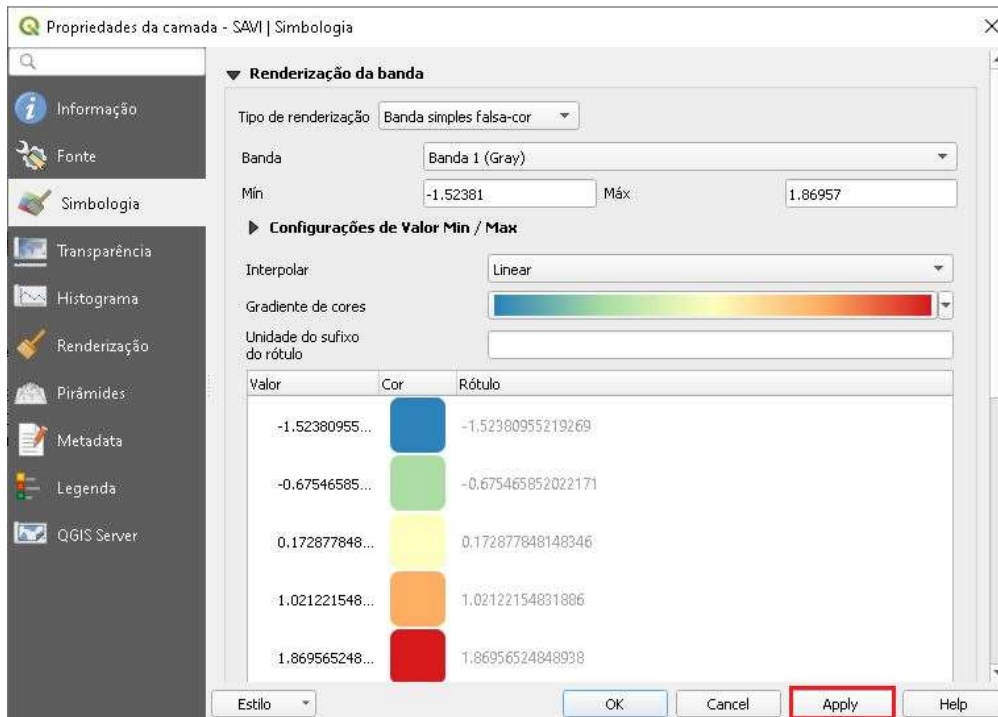 Propriedades da camada - SAVI | Simbologia
Informação
Fonte
Simbologia
Transparência
Histograma
Renderização
Pirâmides
Metadata
Legenda
QGIS Server
Renderização da banda
Tipo de renderização Banda simples falsa-cor
Banda Banda 1 (Gray)
Mín -1.52381 Máx 1.86957
Configurações de Valor Min / Max
Interpolar Linear
Gradiente de cores
Unidade do sufixo
do rótulo
Valor Cor Rótulo
-1.52380955... -1.52380955219269
-0.67546585... -0.675465852022171
0.172877848... 0.172877848148346
1.021221548... 1.02122154831886
1.869565248... 1.86956524848938
Estilo OK Cancel Apply Help